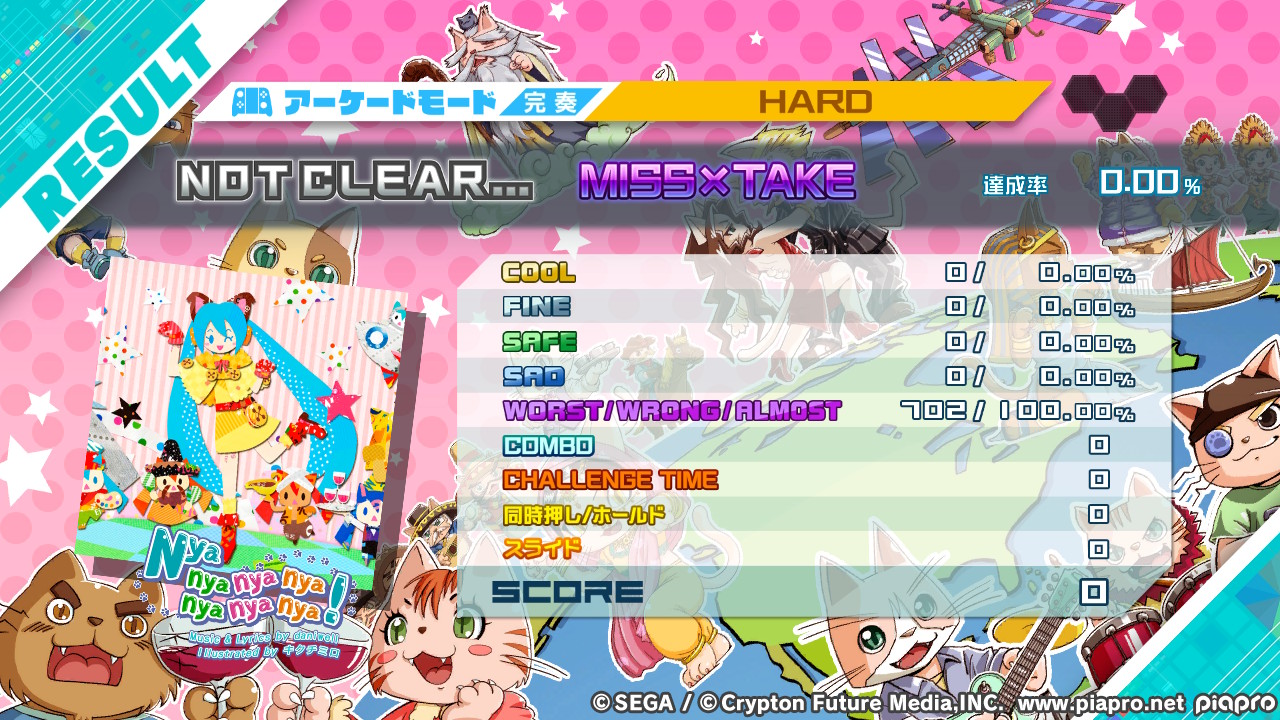 RESULT
アーケードモード 完奏 HARD
NOT CLEAR... MISS×TAKE 達成率 0.00%
COOL 0 / 0.00%
FINE 0 / 0.00%
SAFE 0 / 0.00%
SAD 0 / 0.00%
WORST/WRONG/ALMOST 702 / 100.00%
COMBO 0
CHALLENGE TIME 0
同時押し/ホールド 0
スライド 0
SCORE 0
Nya
nya nya nya
nya nya nya!
Music & Lyrics by daniwell
Illustrated by キクチミロ
© SEGA / © Crypton Future Media, INC. www.piapro.net piapro